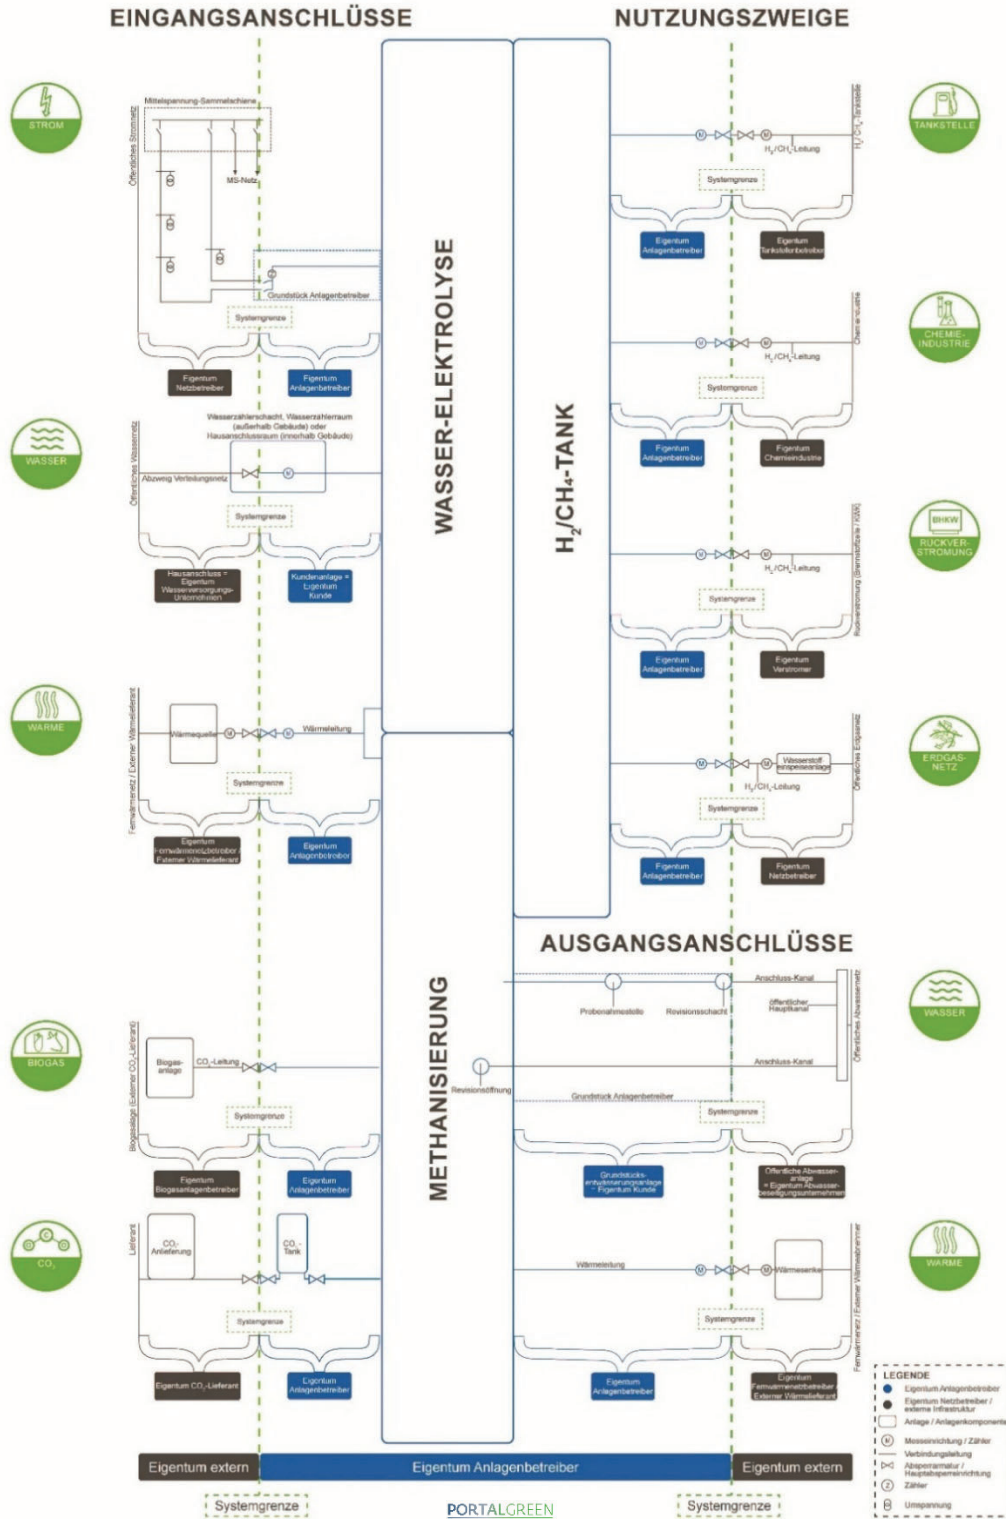 EINGANGSANSCHLÜSSE
NUTZUNGSZWEIGE
STROM
Öffentliches Stromnetz
Mittelspannung-Sammelschiene
MS-Netz
Grundstück Anlagenbetreiber
Systemgrenze
Eigentum
Netzbetreiber
Eigentum
Anlagenbetreiber
WASSER
Öffentliches Wassernetz
Wasserzählerschacht, Wasserzählerraum
(außerhalb Gebäude) oder
Hausanschlussraum (innerhalb Gebäude)
Abzweig Verteilungsnetz
M
Systemgrenze
Hausanschluss =
Eigentum
Wasserversorgungs-
Unternehmen
Kundenanlage =
Eigentum
Kunde
WÄRME
Fernwärmenetz / Externer Wärmelieferant
Wärmequelle
M
M
Wärmeleitung
Systemgrenze
Eigentum
Fernwärmenetzbetreiber /
Externer Wärmelieferant
Eigentum
Anlagenbetreiber
BIOGAS
Biogas-
anlage
CO₂-Leitung
Systemgrenze
Eigentum
Biogasanlagenbetreiber
Eigentum
Anlagenbetreiber
CO₂
Lieferant
CO₂-
Anlieferung
CO₂-
Tank
Systemgrenze
Eigentum CO₂-Lieferant
Eigentum
Anlagenbetreiber
WASSER-ELEKTROLYSE
METHANISIERUNG
H₂/CH₄-TANK
TANKSTELLE
H₂/CH₄-Tankstelle
M
M
H₂/CH₄-Leitung
Systemgrenze
Eigentum
Anlagenbetreiber
Eigentum
Tankstellenbetreiber
CHEMIE-
INDUSTRIE
Chemieindustrie
M
M
H₂/CH₄-Leitung
Systemgrenze
Eigentum
Anlagenbetreiber
Eigentum
Chemieindustrie
BHKW
RÜCKVER-
STROMUNG
Rückverstromung (Brennstoffzelle / KWK)
M
M
H₂/CH₄-Leitung
Systemgrenze
Eigentum
Anlagenbetreiber
Eigentum
Verstromer
ERDGAS-
NETZ
Öffentliches Erdgasnetz
M
M
Wasserstoff-
einspeiseanlage
H₂/CH₄-Leitung
Systemgrenze
Eigentum
Anlagenbetreiber
Eigentum
Netzbetreiber
AUSGANGSANSCHLÜSSE
WASSER
Öffentliches Abwassernetz
Anschluss-Kanal
öffentlicher
Hauptkanal
Probenahmestelle
Revisionsschacht
Anschluss-Kanal
Revisionsöffnung
Grundstück Anlagenbetreiber
Systemgrenze
Grundstücks-
entwässerungsanlage
= Eigentum Kunde
Öffentliche Abwasser-
anlage
= Eigentum Abwasser-
beseitigungsunternehmen
WÄRME
Fernwärmenetz / Externer Wärmeabnehmer
Wärmeleitung
M
M
Wärmesenke
Systemgrenze
Eigentum
Anlagenbetreiber
Eigentum
Fernwärmenetzbetreiber /
Externer Wärmelieferant
LEGENDE
Eigentum Anlagenbetreiber
Eigentum Netzbetreiber /
externe Infrastruktur
Anlage / Anlagenkomponente
M Messeinrichtung / Zähler
Verbindungsleitung
Absperrarmatur /
Hauptabsperreinrichtung
Z Zähler
Umspannung
Eigentum extern
Eigentum Anlagenbetreiber
Eigentum extern
Systemgrenze
Systemgrenze
PORTALGREEN